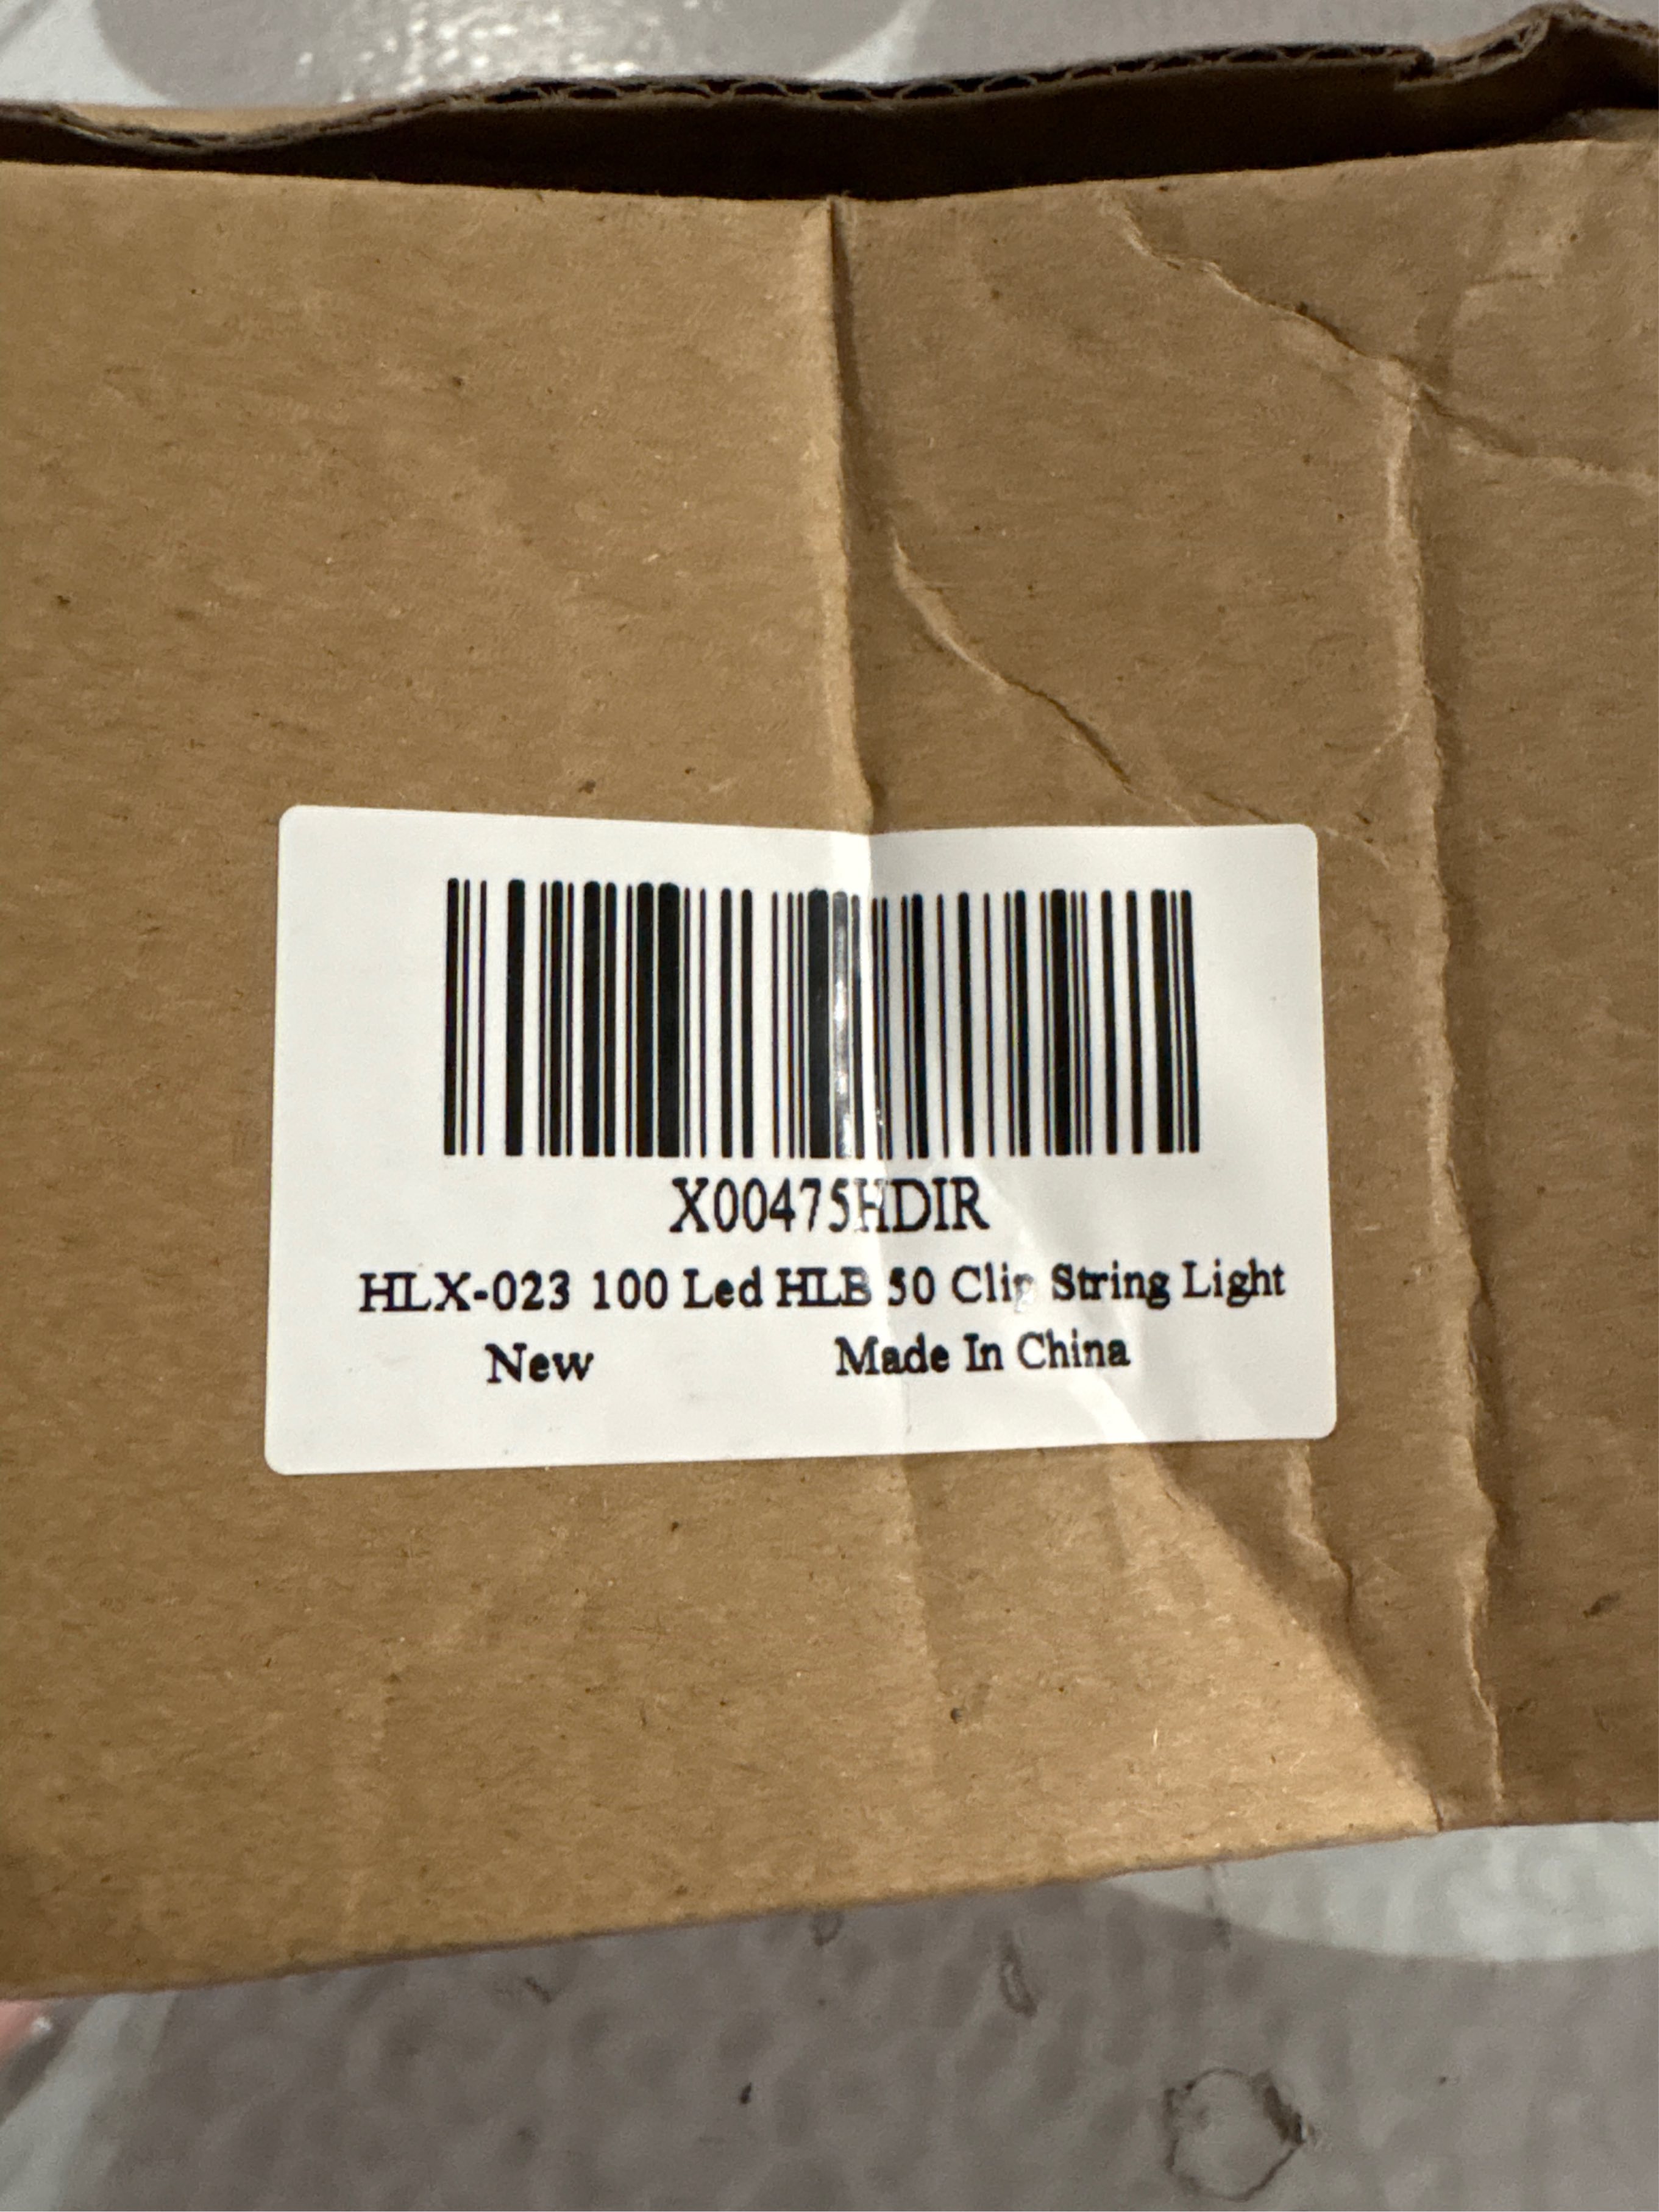 X00475HDIR
HLX-023 100 Led HLB 50 Clip String Light
New Made In China